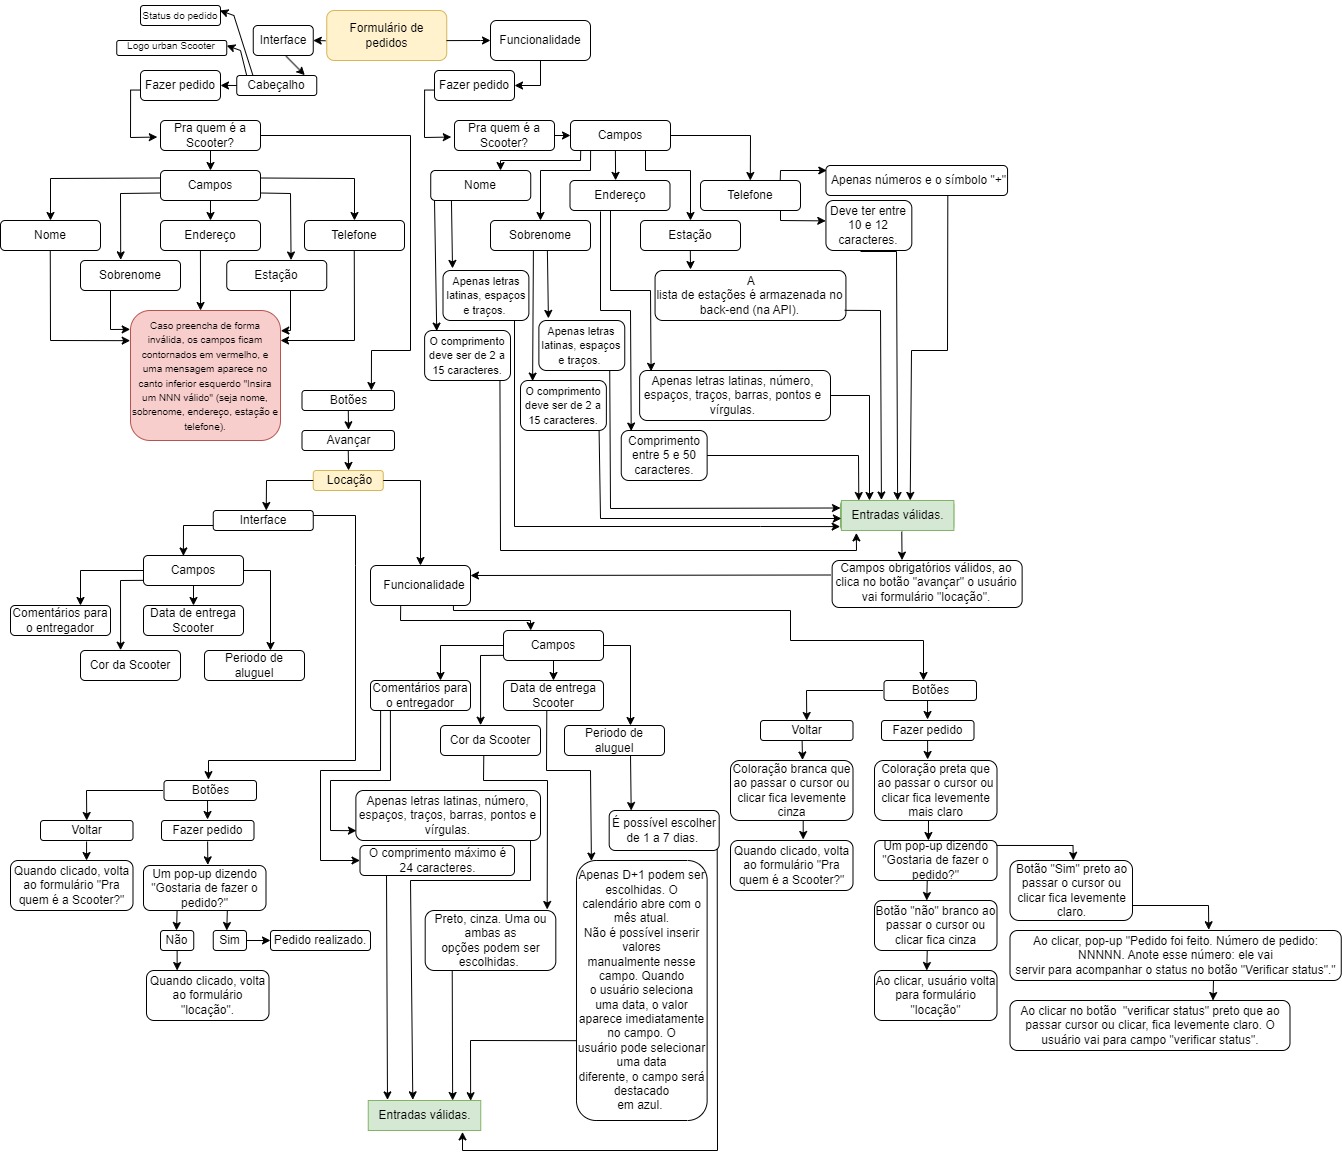 Status do pedido
Logo urban Scooter
Interface
Formulário de
pedidos
Funcionalidade
Cabeçalho
Fazer pedido
Fazer pedido
Pra quem é a
Scooter?
Campos
Nome
Endereço
Telefone
Sobrenome
Estação
Caso preencha de forma
inválida, os campos ficam
contornados em vermelho, e
uma mensagem aparece no
canto inferior esquerdo "Insira
um NNN válido" (seja nome,
sobrenome, endereço, estação e
telefone).
Pra quem é a
Scooter?
Campos
Nome
Endereço
Telefone
Sobrenome
Estação
Apenas números e o símbolo "+"
Deve ter entre
10 e 12
caracteres.
Apenas letras
latinas, espaços
e traços.
O comprimento
deve ser de 2 a
15 caracteres.
Apenas letras
latinas, espaços
e traços.
O comprimento
deve ser de 2 a
15 caracteres.
A
lista de estações é armazenada no
back-end (na API).
Apenas letras latinas, número,
espaços, traços, barras, pontos e
vírgulas.
Comprimento
entre 5 e 50
caracteres.
Entradas válidas.
Campos obrigatórios válidos, ao
clica no botão "avançar" o usuário
vai formulário "locação".
Botões
Avançar
Locação
Interface
Campos
Comentários para
o entregador
Data de entrega
Scooter
Cor da Scooter
Periodo de
aluguel
Funcionalidade
Campos
Comentários para
o entregador
Data de entrega
Scooter
Cor da Scooter
Periodo de
aluguel
Botões
Voltar
Fazer pedido
Coloração branca que
ao passar o cursor ou
clicar fica levemente
cinza
Coloração preta que
ao passar o cursor ou
clicar fica levemente
mais claro
Quando clicado, volta
ao formulário "Pra
quem é a Scooter?"
Um pop-up dizendo
"Gostaria de fazer o
pedido?"
Botão "Sim" preto ao
passar o cursor ou
clicar fica levemente
claro.
Botão "não" branco ao
passar o cursor ou
clicar fica cinza
Ao clicar, pop-up "Pedido foi feito. Número de pedido:
NNNNN. Anote esse número: ele vai
servir para acompanhar o status no botão "Verificar status"."
Ao clicar, usuário volta
para formulário
"locação"
Ao clicar no botão "verificar status" preto que ao
passar cursor ou clicar, fica levemente claro. O
usuário vai para campo "verificar status".
Botões
Voltar
Fazer pedido
Quando clicado, volta
ao formulário "Pra
quem é a Scooter?"
Um pop-up dizendo
"Gostaria de fazer o
pedido?"
Não
Sim
Pedido realizado.
Quando clicado, volta
ao formulário
"locação".
Apenas letras latinas, número,
espaços, traços, barras, pontos e
vírgulas.
O comprimento máximo é
24 caracteres.
Preto, cinza. Uma ou
ambas as
opções podem ser
escolhidas.
É possível escolher
de 1 a 7 dias.
Apenas D+1 podem ser
escolhidas. O
calendário abre com o
mês atual.
Não é possível inserir
valores
manualmente nesse
campo. Quando
o usuário seleciona
uma data, o valor
aparece imediatamente
no campo. O
usuário pode selecionar
uma data
diferente, o campo será
destacado
em azul.
Entradas válidas.